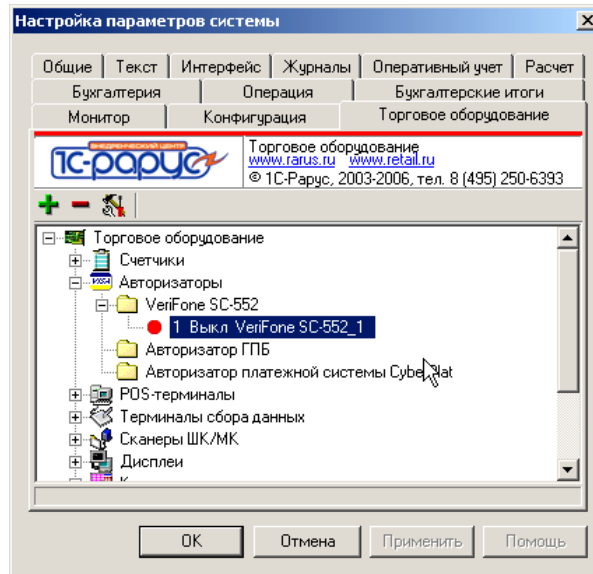 Настройка параметров системы
Общие Текст Интерфейс Журналы Оперативный учет Расчет
Бухгалтерия Операция Бухгалтерские итоги
Монитор Конфигурация Торговое оборудование
ВНЕДРЕНЧЕСКИЙ ЦЕНТР
1С-рарус
Торговое оборудование
www.rarus.ru www.retail.ru
© 1С-Рарус, 2003-2006, тел. 8 (495) 250-6393
Торговое оборудование
Счетчики
Авторизаторы
VeriFone SC-552
1 Выкл VeriFone SC-552_1
Авторизатор ГПБ
Авторизатор платежной системы CyberPlat
POS-терминалы
Терминалы сбора данных
Сканеры ШК/МК
Дисплеи
OK Отмена Применить Помощь